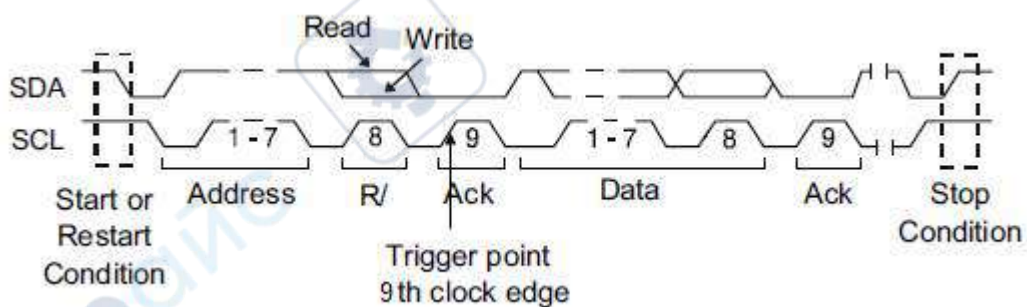 Read
Write
SDA
SCL
1 - 7
8
9
1 - 7
8
9
Address
R/
Ack
Data
Ack
Start or
Restart
Condition
Stop
Condition
Trigger point
9th clock edge